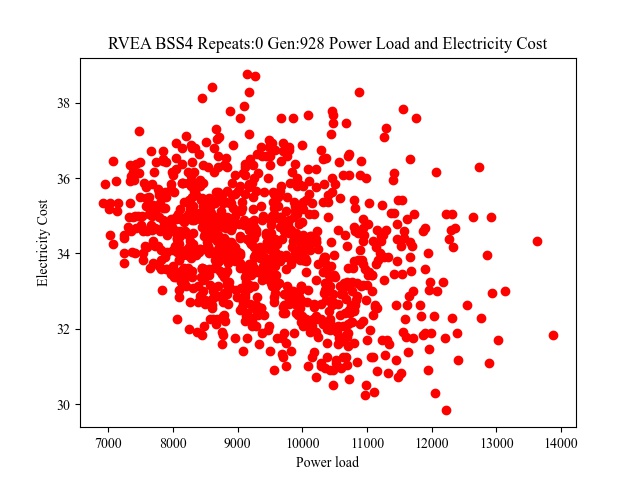 RVEA BSS4 Repeats:0 Gen:928 Power Load and Electricity Cost
38
36
34
32
30
Electricity Cost
7000 8000 9000 10000 11000 12000 13000 14000
Power load